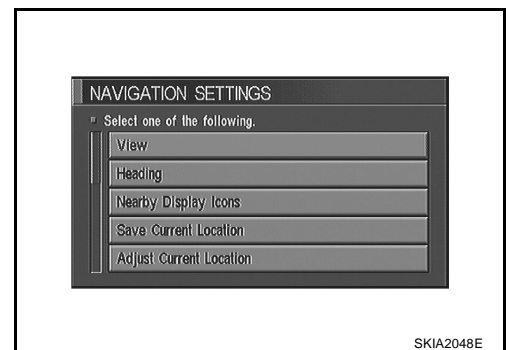 NAVIGATION SETTINGS
Select one of the following.
View
Heading
Nearby Display Icons
Save Current Location
Adjust Current Location
SKIA2048E